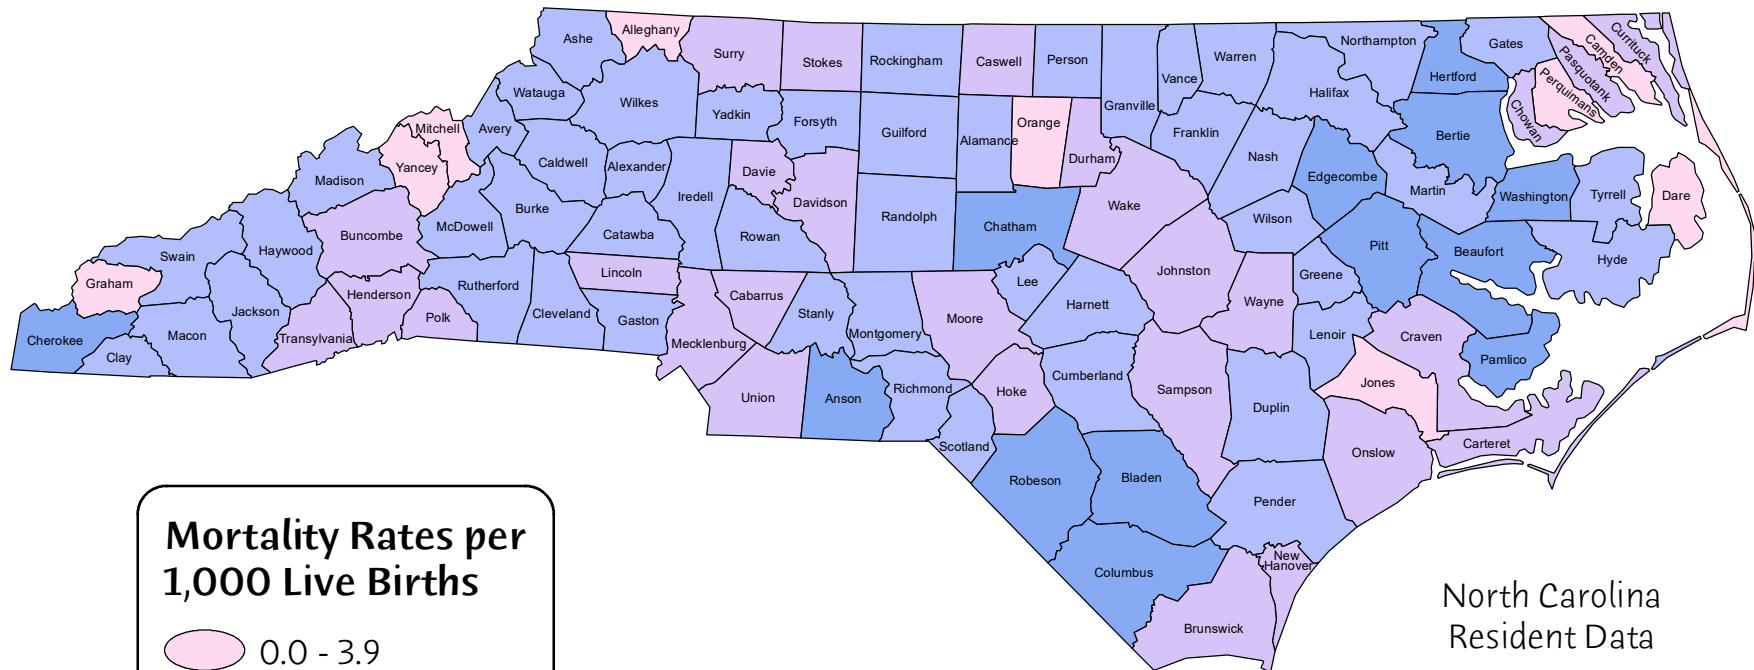 Alleghany
Ashe
Surry
Stokes
Rockingham
Caswell
Person
Vance
Warren
Northampton
Gates
Hertford
Camden
Currituck
Pasquotank
Perquimans
Chowan
Watauga
Wilkes
Yadkin
Forsyth
Guilford
Alamance
Orange
Durham
Granville
Franklin
Halifax
Bertie
Mitchell
Avery
Yancey
Caldwell
Alexander
Iredell
Davie
Davidson
Randolph
Chatham
Wake
Nash
Edgecombe
Martin
Washington
Tyrrell
Dare
Madison
Buncombe
McDowell
Burke
Catawba
Rowan
Wilson
Pitt
Beaufort
Hyde
Swain
Haywood
Graham
Henderson
Rutherford
Lincoln
Cabarrus
Lee
Harnett
Johnston
Wayne
Greene
Cherokee
Clay
Macon
Jackson
Transylvania
Polk
Cleveland
Gaston
Mecklenburg
Stanly
Montgomery
Moore
Lenoir
Craven
Pamlico
Union
Anson
Richmond
Hoke
Cumberland
Sampson
Duplin
Jones
Scotland
Robeson
Bladen
Pender
Onslow
Carteret
Columbus
Brunswick
New
Hanover
Mortality Rates per
1,000 Live Births
0.0 - 3.9
North Carolina
Resident Data